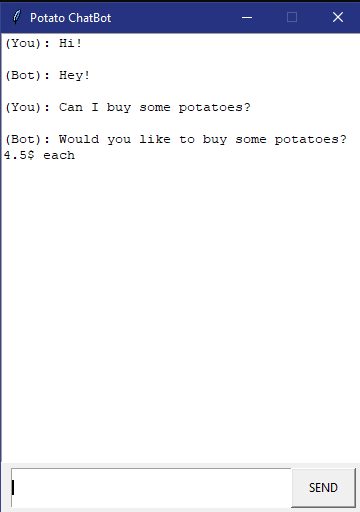 Potato ChatBot
(You): Hi!
(Bot): Hey!
(You): Can I buy some potatoes?
(Bot): Would you like to buy some potatoes?
4.5$ each
SEND